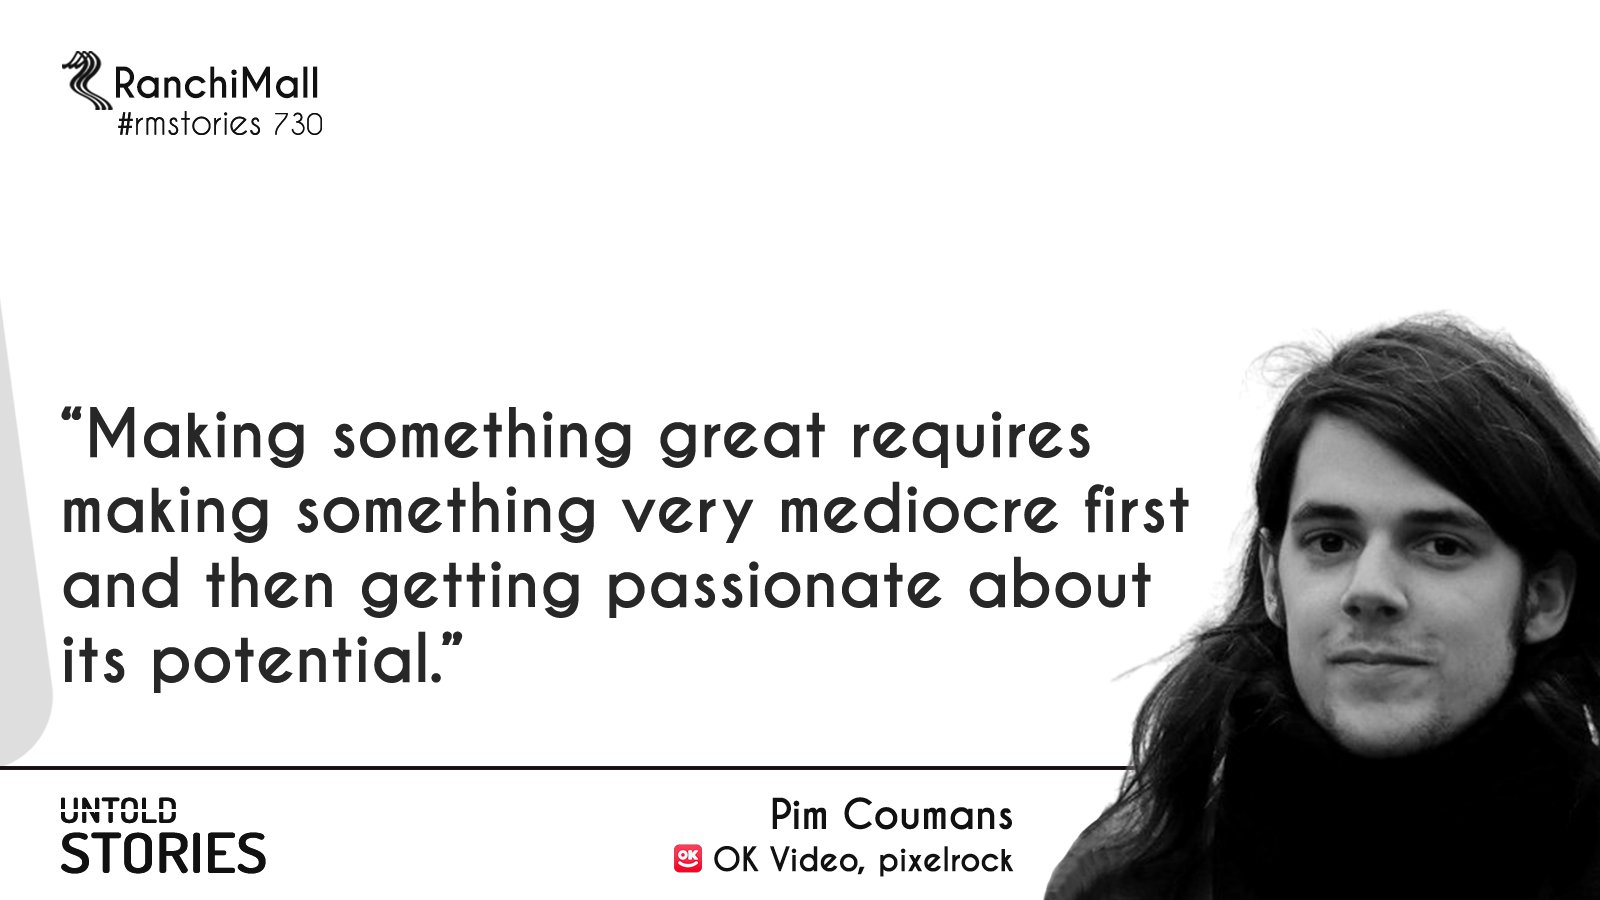 RanchiMall
#rmstories 730
“Making something great requires
making something very mediocre first
and then getting passionate about
its potential.”
UNTOLD
STORIES
Pim Coumans
OK OK Video, pixelrock